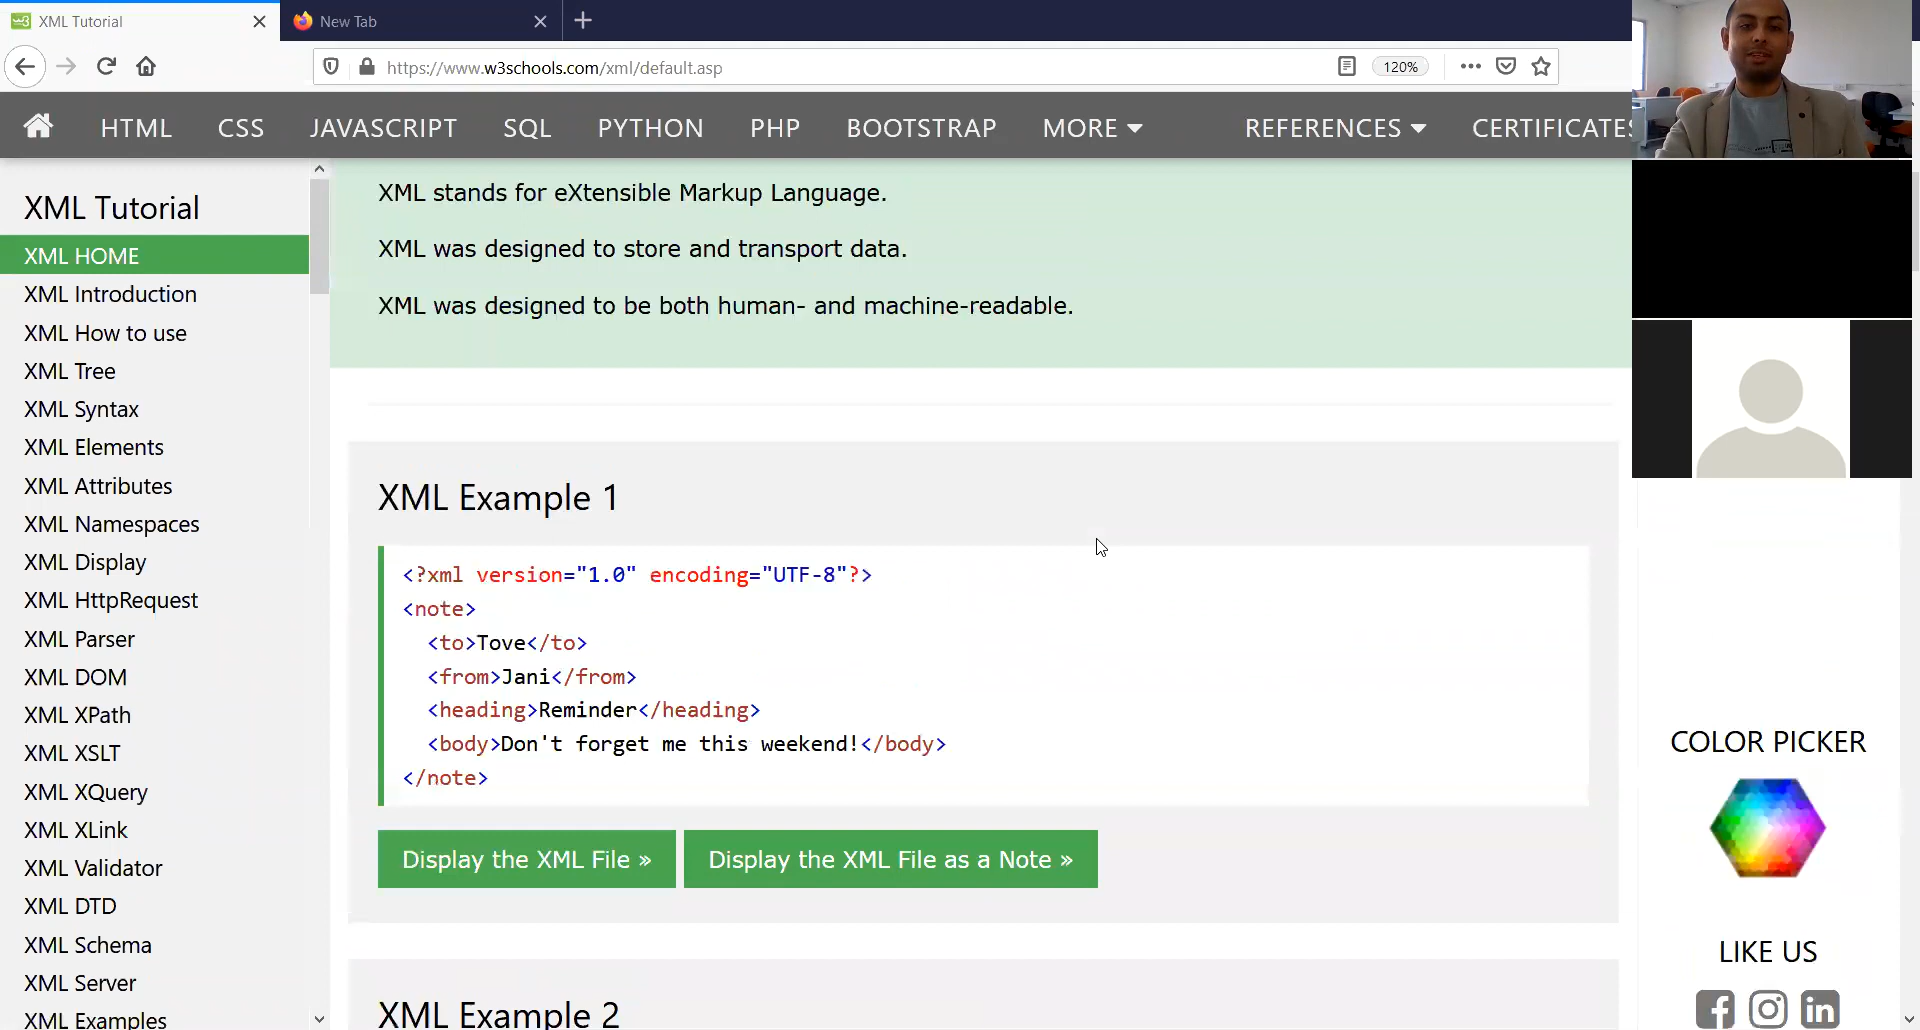 XML Tutorial
New Tab
https://www.w3schools.com/xml/default.asp
120%
HTML
CSS
JAVASCRIPT
SQL
PYTHON
PHP
BOOTSTRAP
MORE
REFERENCES
CERTIFICATES
XML Tutorial
XML HOME
XML Introduction
XML How to use
XML Tree
XML Syntax
XML Elements
XML Attributes
XML Namespaces
XML Display
XML HttpRequest
XML Parser
XML DOM
XML XPath
XML XSLT
XML XQuery
XML XLink
XML Validator
XML DTD
XML Schema
XML Server
XML Examples
XML stands for eXtensible Markup Language.
XML was designed to store and transport data.
XML was designed to be both human- and machine-readable.
XML Example 1
<?xml version="1.0" encoding="UTF-8"?>
<note>
<to>Tove</to>
<from>Jani</from>
<heading>Reminder</heading>
<body>Don't forget me this weekend!</body>
</note>
Display the XML File »
Display the XML File as a Note »
XML Example 2
COLOR PICKER
LIKE US